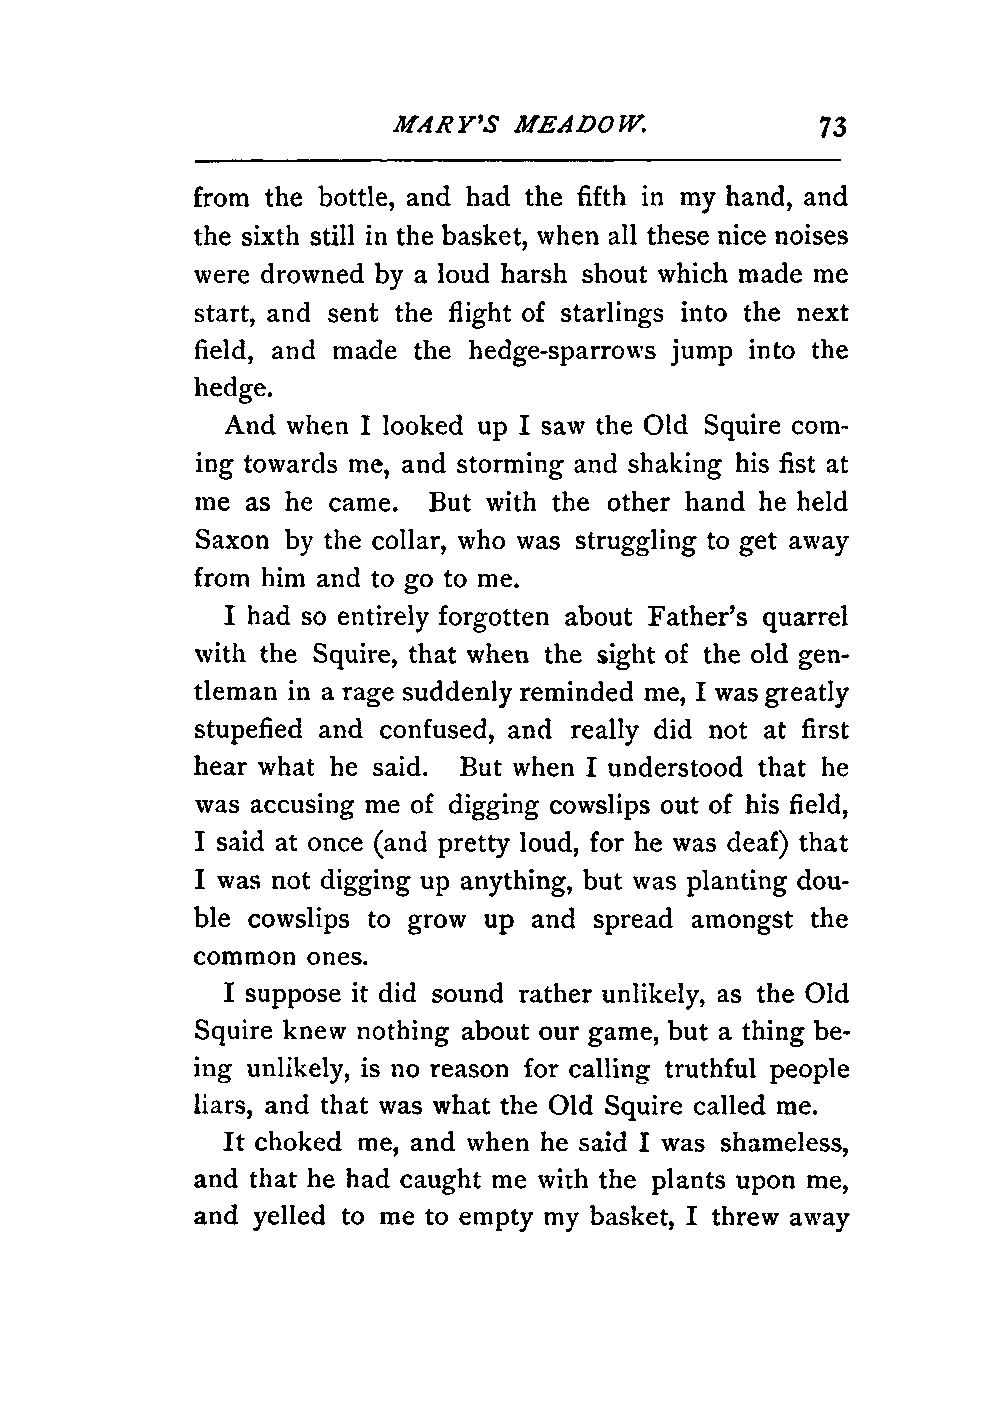 MARY'S MEADOW. 73
from the bottle, and had the fifth in my hand, and
the sixth still in the basket, when all these nice noises
were drowned by a loud harsh shout which made me
start, and sent the flight of starlings into the next
field, and made the hedge-sparrows jump into the
hedge.
And when I looked up I saw the Old Squire com-
ing towards me, and storming and shaking his fist at
me as he came. But with the other hand he held
Saxon by the collar, who was struggling to get away
from him and to go to me.
I had so entirely forgotten about Father's quarrel
with the Squire, that when the sight of the old gen-
tleman in a rage suddenly reminded me, I was greatly
stupefied and confused, and really did not at first
hear what he said. But when I understood that he
was accusing me of digging cowslips out of his field,
I said at once (and pretty loud, for he was deaf) that
I was not digging up anything, but was planting dou-
ble cowslips to grow up and spread amongst the
common ones.
I suppose it did sound rather unlikely, as the Old
Squire knew nothing about our game, but a thing be-
ing unlikely, is no reason for calling truthful people
liars, and that was what the Old Squire called me.
It choked me, and when he said I was shameless,
and that he had caught me with the plants upon me,
and yelled to me to empty my basket, I threw away